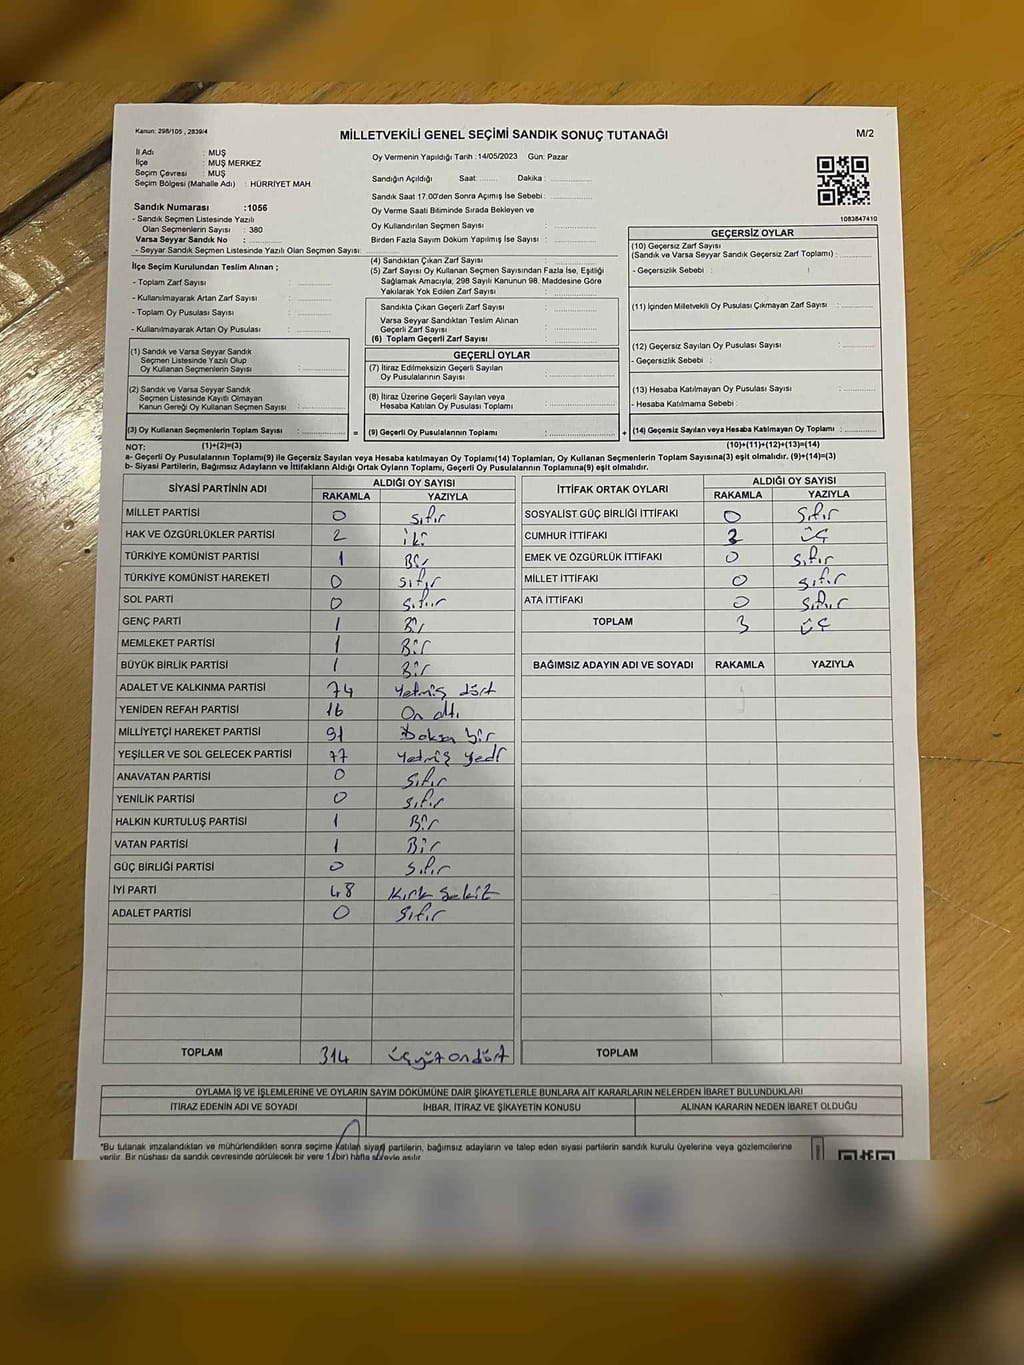 Kanun: 298/105 , 2839/4
MİLLETVEKİLİ GENEL SEÇİMİ SANDIK SONUÇ TUTANAĞI
M/2
İl Adı : MUŞ
İlçe : MUŞ MERKEZ
Seçim Çevresi : MUŞ
Seçim Bölgesi (Mahalle Adı) : HÜRRİYET MAH.
Sandık Numarası :1056
- Sandık Seçmen Listesinde Yazılı
Olan Seçmenlerin Sayısı : 380
Varsa Seyyar Sandık No :
- Seyyar Sandık Seçmen Listesinde Yazılı Olan Seçmen Sayısı:
İlçe Seçim Kurulundan Teslim Alınan ;
- Toplam Zarf Sayısı :
- Kullanılmayarak Artan Zarf Sayısı :
- Toplam Oy Pusulası Sayısı :
- Kullanılmayarak Artan Oy Pusulası :
(1) Sandık ve Varsa Seyyar Sandık
Seçmen Listesinde Yazılı Olup
Oy Kullanan Seçmenlerin Sayısı :
(2) Sandık ve Varsa Seyyar Sandık
Seçmen Listesinde Kayıtlı Olmayan
Kanun Gereği Oy Kullanan Seçmen Sayısı :
(3) Oy Kullanan Seçmenlerin Toplam Sayısı :
Oy Vermenin Yapıldığı Tarih :14/05/2023 Gün: Pazar
Sandığın Açıldığı Saat: Dakika :
Sandık Saat 17.00'den Sonra Açımış İse Sebebi :
Oy Verme Saati Bitiminde Sırada Bekleyen ve
Oy Kullandırılan Seçmen Sayısı :
Birden Fazla Sayım Döküm Yapılmış İse Sayısı :
(4) Sandıktan Çıkan Zarf Sayısı :
(5) Zarf Sayısı Oy Kullanan Seçmen Sayısından Fazla İse, Eşitliği
Sağlamak Amacıyla, 298 Sayılı Kanunun 98. Maddesine Göre
Yakılarak Yok Edilen Zarf Sayısı :
Sandıkta Çıkan Geçerli Zarf Sayısı :
Varsa Seyyar Sandıktan Teslim Alınan
Geçerli Zarf Sayısı :
(6) Toplam Geçerli Zarf Sayısı :
GEÇERLİ OYLAR
(7) İtiraz Edilmeksizin Geçerli Sayılan
Oy Pusulalarının Sayısı :
(8) İtiraz Üzerine Geçerli Sayılan veya
Hesaba Katılan Oy Pusulası Toplamı :
= (9) Geçerli Oy Pusulalarının Toplamı :
1083847410
GEÇERSİZ OYLAR
(10) Geçersiz Zarf Sayısı
(Sandık ve Varsa Seyyar Sandık Geçersiz Zarf Toplamı) :
- Geçersizlik Sebebi :
(11) İçinden Milletvekili Oy Pusulası Çıkmayan Zarf Sayısı :
(12) Geçersiz Sayılan Oy Pusulası Sayısı :
- Geçersizlik Sebebi :
(13) Hesaba Katılmayan Oy Pusulası Sayısı :
- Hesaba Katılmama Sebebi :
+ (14) Geçersiz Sayılan veya Hesaba Katılmayan Oy Toplamı :
NOT: (1)+(2)=(3) (10)+(11)+(12)+(13)=(14)
a- Geçerli Oy Pusulasının Toplamı(9) ile Geçersiz Sayılan veya Hesaba Katılmayan Oy Toplamı(14) Toplamları, Oy Kullanan Seçmenlerin Toplam Sayısına(3) eşit olmalıdır. (9)+(14)=(3)
b- Siyasi Partilerin, Bağımsız Adayların ve İttifakların Aldığı Ortak Oyların Toplamı, Geçerli Oy Pusulasının Toplamına(9) eşit olmalıdır.
SİYASİ PARTİNİN ADI ALDIĞI OY SAYISI
RAKAMLA YAZIYLA
MİLLET PARTİSİ 0 sıfır
HAK VE ÖZGÜRLÜKLER PARTİSİ 2 iki
TÜRKİYE KOMÜNİST PARTİSİ 1 Bir
TÜRKİYE KOMÜNİST HAREKETİ 0 sıfır
SOL PARTİ 0 sıfır
GENÇ PARTİ 1 Bir
MEMLEKET PARTİSİ 1 Bir
BÜYÜK BİRLİK PARTİSİ 1 Bir
ADALET VE KALKINMA PARTİSİ 74 yetmiş dört
YENİDEN REFAH PARTİSİ 16 On altı
MİLLİYETÇİ HAREKET PARTİSİ 91 Doksan bir
YEŞİLLER VE SOL GELECEK PARTİSİ 77 yetmiş yedi
ANAVATAN PARTİSİ 0 sıfır
YENİLİK PARTİSİ 0 sıfır
HALKIN KURTULUŞ PARTİSİ 1 Bir
VATAN PARTİSİ 1 Bir
GÜÇ BİRLİĞİ PARTİSİ 0 sıfır
İYİ PARTİ 48 Kırk Sekiz
ADALET PARTİSİ 0 sıfır
TOPLAM 314 üçyüz ondört
İTTİFAK ORTAK OYLARI ALDIĞI OY SAYISI
RAKAMLA YAZIYLA
SOSYALİST GÜÇ BİRLİĞİ İTTİFAKI 0 Sıfır
CUMHUR İTTİFAKI 3 üç
EMEK VE ÖZGÜRLÜK İTTİFAKI 0 sıfır
MİLLET İTTİFAKI 0 sıfır
ATA İTTİFAKI 0 sıfır
TOPLAM 3 üç
BAĞIMSIZ ADAYIN ADI VE SOYADI RAKAMLA YAZIYLA
TOPLAM
OYLAMA İŞ VE İŞLEMLERİNE VE OYLARIN SAYIM DÖKÜMÜNE DAİR ŞİKAYETLERLE BUNLARA AİT KARARLARIN NELERDEN İBARET BULUNDUKLARI
İTİRAZ EDENİN ADI VE SOYADI İHBAR, İTİRAZ VE ŞİKAYETİN KONUSU ALINAN KARARIN NEDEN İBARET OLDUĞU
"Bu tutanak imzalandıktan ve mühürlendikten sonra seçime katılan siyasi partilerin, bağımsız adayların ve talep eden siyasi partilerin sandık kurulu üyelerine veya gözlemcilerine
verilir. Bir nüshası da sandık çevresinde görülecek bir yere 1 (bir) hafta süreyle asılır.